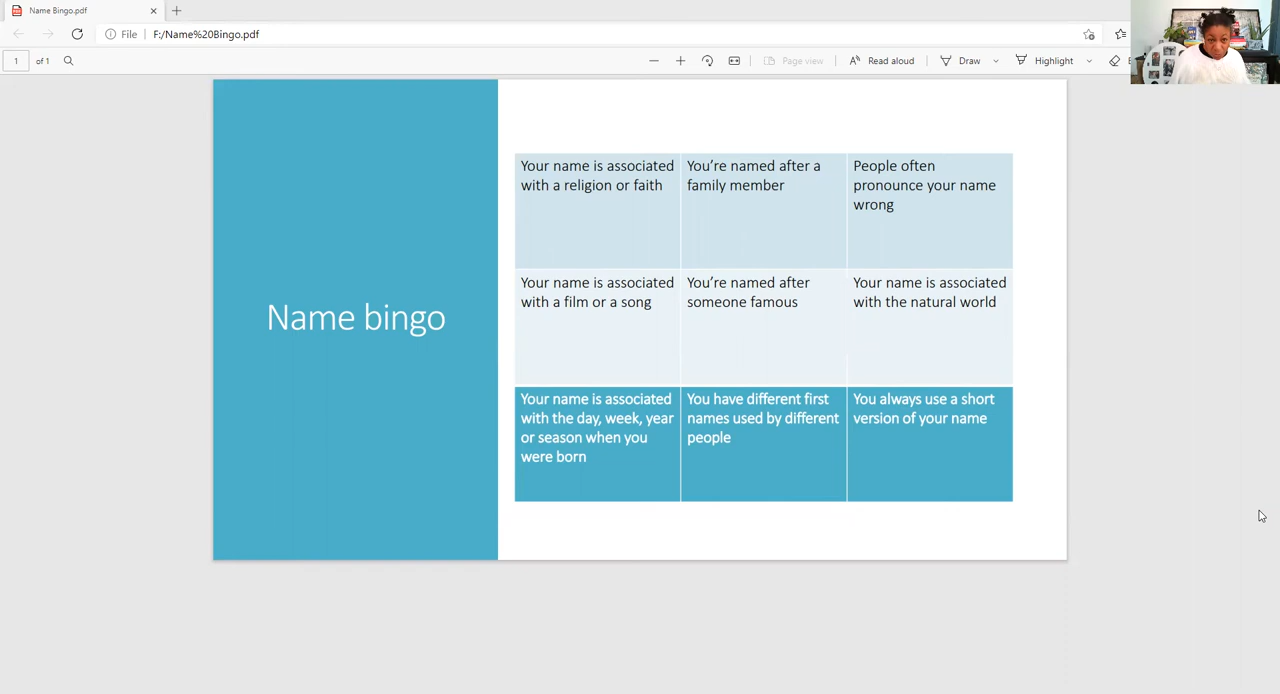 Name Bingo.pdf
File
F:/Name%20Bingo.pdf
1
of 1
Page view
Read aloud
Draw
Highlight
Name bingo
Your name is associated
with a religion or faith
You’re named after a
family member
People often
pronounce your name
wrong
Your name is associated
with a film or a song
You’re named after
someone famous
Your name is associated
with the natural world
Your name is associated
with the day, week, year
or season when you
were born
You have different first
names used by different
people
You always use a short
version of your name